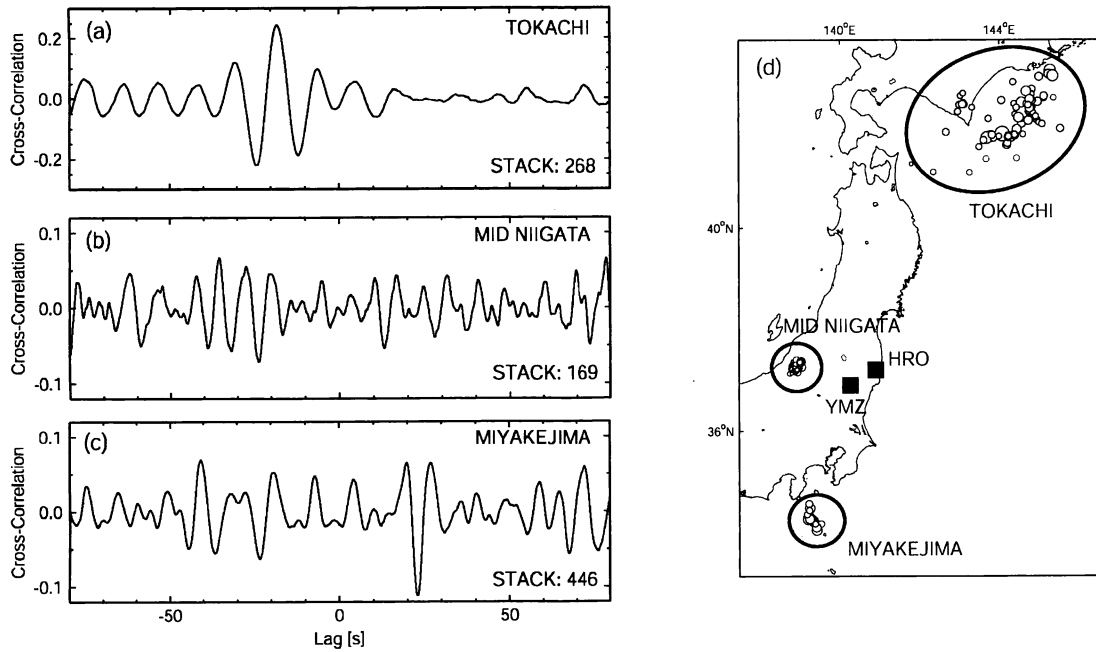 (a)
TOKACHI
Cross-Correlation
0.2
0.0
-0.2
STACK: 268
(b)
MID NIIGATA
Cross-Correlation
0.1
0.0
-0.1
STACK: 169
(c)
MIYAKEJIMA
Cross-Correlation
0.1
0.0
-0.1
STACK: 446
-50
0
50
Lag [s]
140°E
144°E
(d)
TOKACHI
40°N
MID NIIGATA
HRO
YMZ
36°N
MIYAKEJIMA